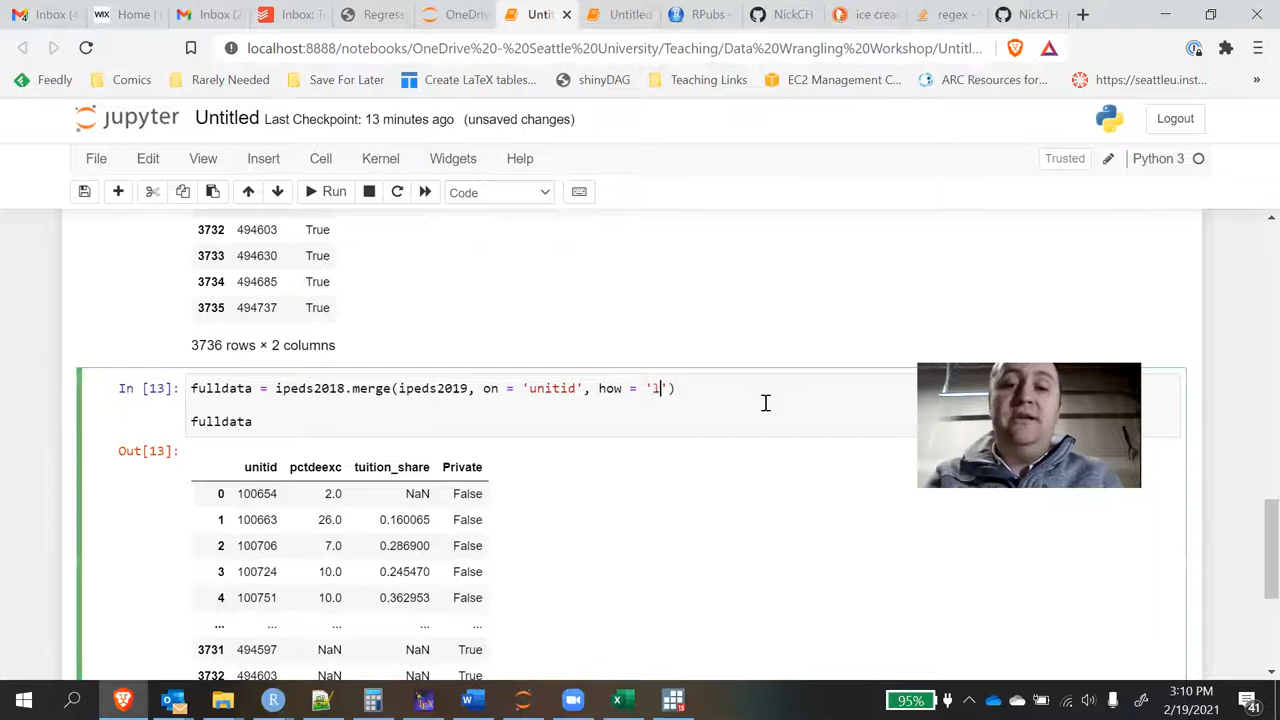 Inbox (4
Home |
Inbox (2
Inbox: T
Regress
OneDriv
Untit
Untitled
RPubs -
NickCH
ice crea
regex -
NickCH
localhost:8888/notebooks/OneDrive%20-%20Seattle%20University/Teaching/Data%20Wrangling%20Workshop/Untitl...
Feedly Comics Rarely Needed Save For Later Create LaTeX tables... shinyDAG Teaching Links EC2 Management C... ARC Resources for... https://seattleu.inst... »
jupyter Untitled Last Checkpoint: 13 minutes ago (unsaved changes) Logout
File Edit View Insert Cell Kernel Widgets Help Trusted Python 3
Run Code
3732 494603 True
3733 494630 True
3734 494685 True
3735 494737 True
3736 rows × 2 columns
In [13]: fulldata = ipeds2018.merge(ipeds2019, on = 'unitid', how = 'l')
fulldata
Out[13]:
unitid pctdeexc tuition_share Private
0 100654 2.0 NaN False
1 100663 26.0 0.160065 False
2 100706 7.0 0.286900 False
3 100724 10.0 0.245470 False
4 100751 10.0 0.362953 False
... ... ... ... ...
3731 494597 NaN NaN True
3732 494603 NaN NaN True
95% 3:10 PM
2/19/2021
41